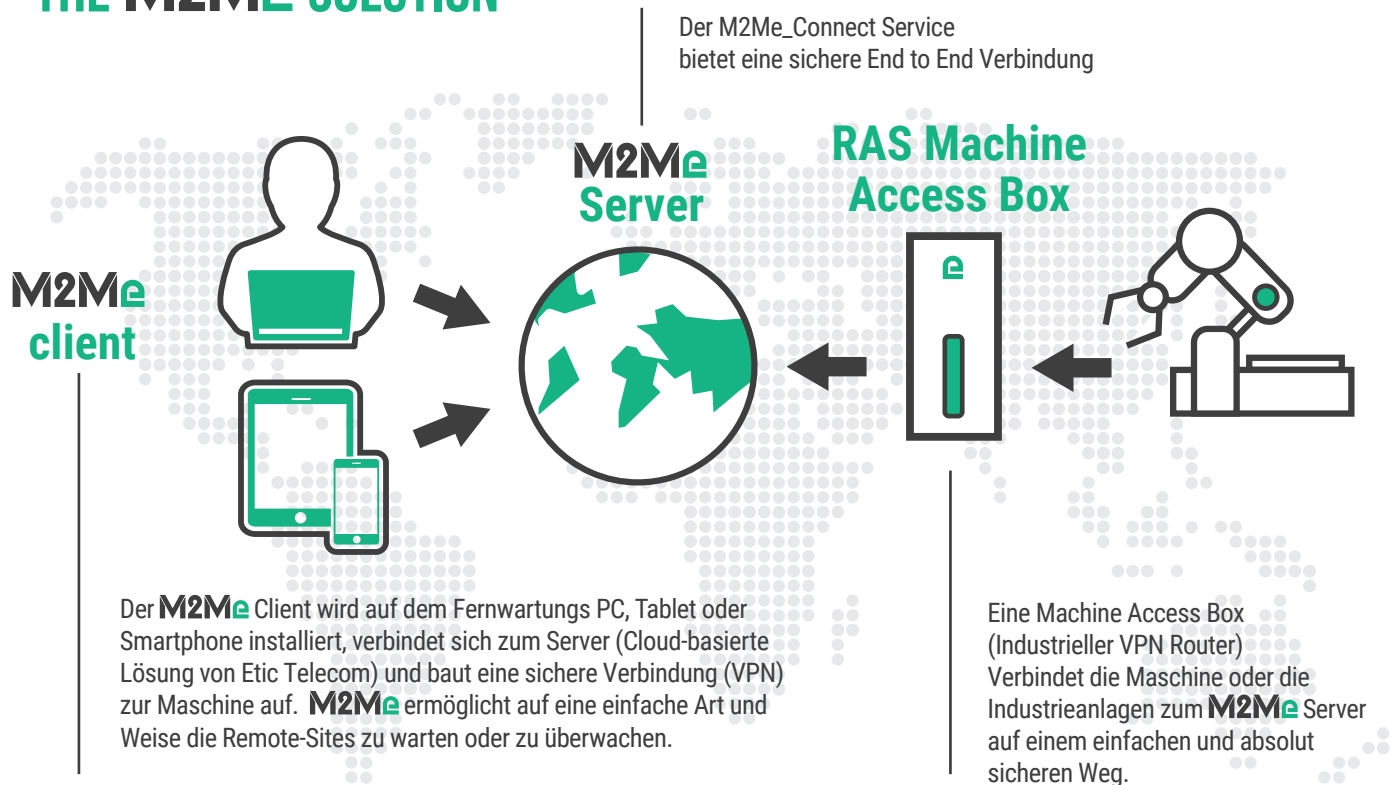 THE M2Me SOLUTION
Der M2Me_Connect Service
bietet eine sichere End to End Verbindung
M2Me
Server
RAS Machine
Access Box
e
M2Me
client
Der M2Me Client wird auf dem Fernwartungs PC, Tablet oder
Smartphone installiert, verbindet sich zum Server (Cloud-basierte
Lösung von Etic Telecom) und baut eine sichere Verbindung (VPN)
zur Maschine auf. M2Me ermöglicht auf eine einfache Art und
Weise die Remote-Sites zu warten oder zu überwachen.
Eine Machine Access Box
(Industrieller VPN Router)
Verbindet die Maschine oder die
Industrieanlagen zum M2Me Server
auf einem einfachen und absolut
sicheren Weg.